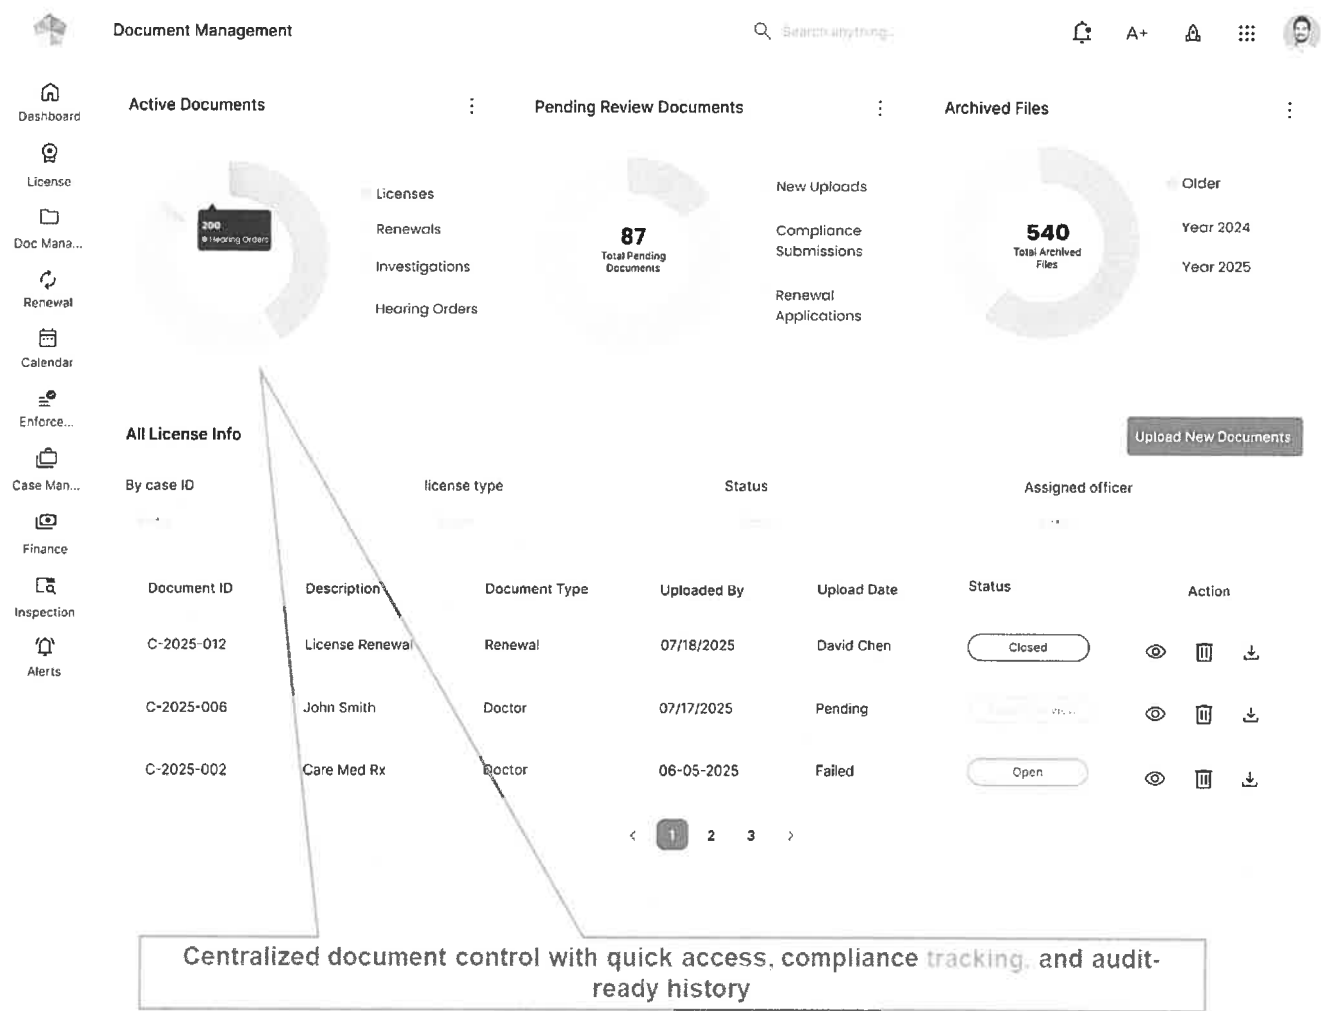 Document Management
Search anything...
A+
Dashboard
License
Doc Mana...
Renewal
Calendar
Enforce...
Case Man...
Finance
Inspection
Alerts
Active Documents
200
Hearing Orders
Licenses
Renewals
Investigations
Hearing Orders
Pending Review Documents
87
Total Pending
Documents
New Uploads
Compliance
Submissions
Renewal
Applications
Archived Files
540
Total Archived
Files
Older
Year 2024
Year 2025
All License Info
Upload New Documents
By case ID license type Status Assigned officer
Document ID Description Document Type Uploaded By Upload Date Status Action
C-2025-012 License Renewal Renewal 07/18/2025 David Chen Closed
C-2025-006 John Smith Doctor 07/17/2025 Pending
C-2025-002 Care Med Rx Doctor 06-05-2025 Failed Open
< 1 2 3 >
Centralized document control with quick access, compliance tracking, and audit-
ready history